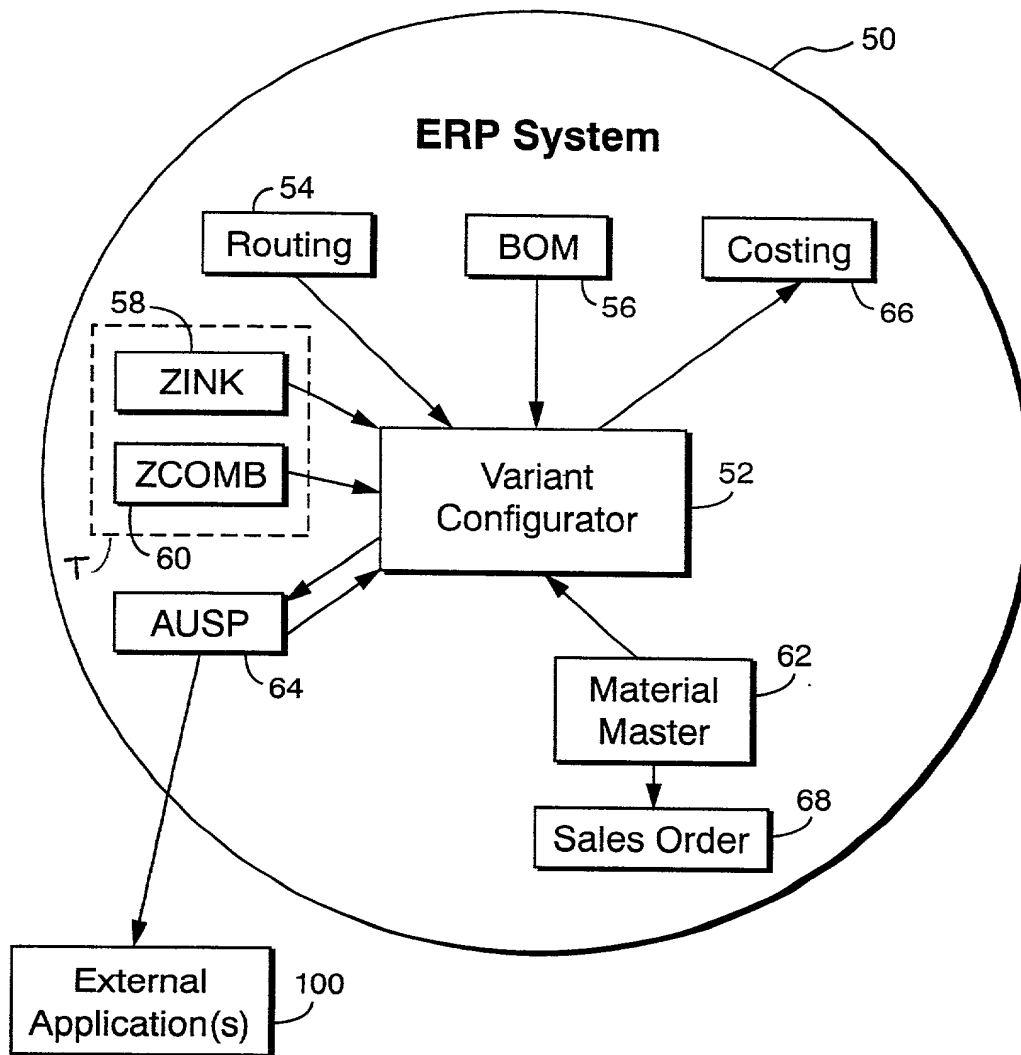 50
ERP System
54
Routing
BOM
56
Costing
66
58
ZINK
ZCOMB
60
T
Variant
Configurator
52
AUSP
64
62
Material
Master
68
Sales Order
External
Application(s)
100